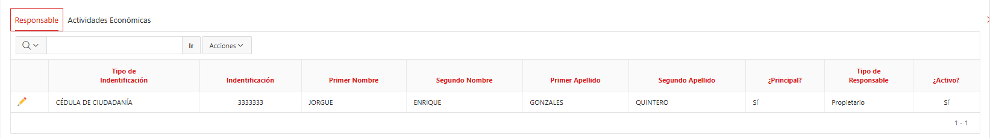 Responsable Actividades Económicas
Ir Acciones
Tipo de Indentificación Indentificación Primer Nombre Segundo Nombre Primer Apellido Segundo Apellido ¿Principal? Tipo de Responsable ¿Activo?
CÉDULA DE CIUDADANÍA 3333333 JORGUE ENRIQUE GONZALES QUINTERO Sí Propietario Sí
1 - 1